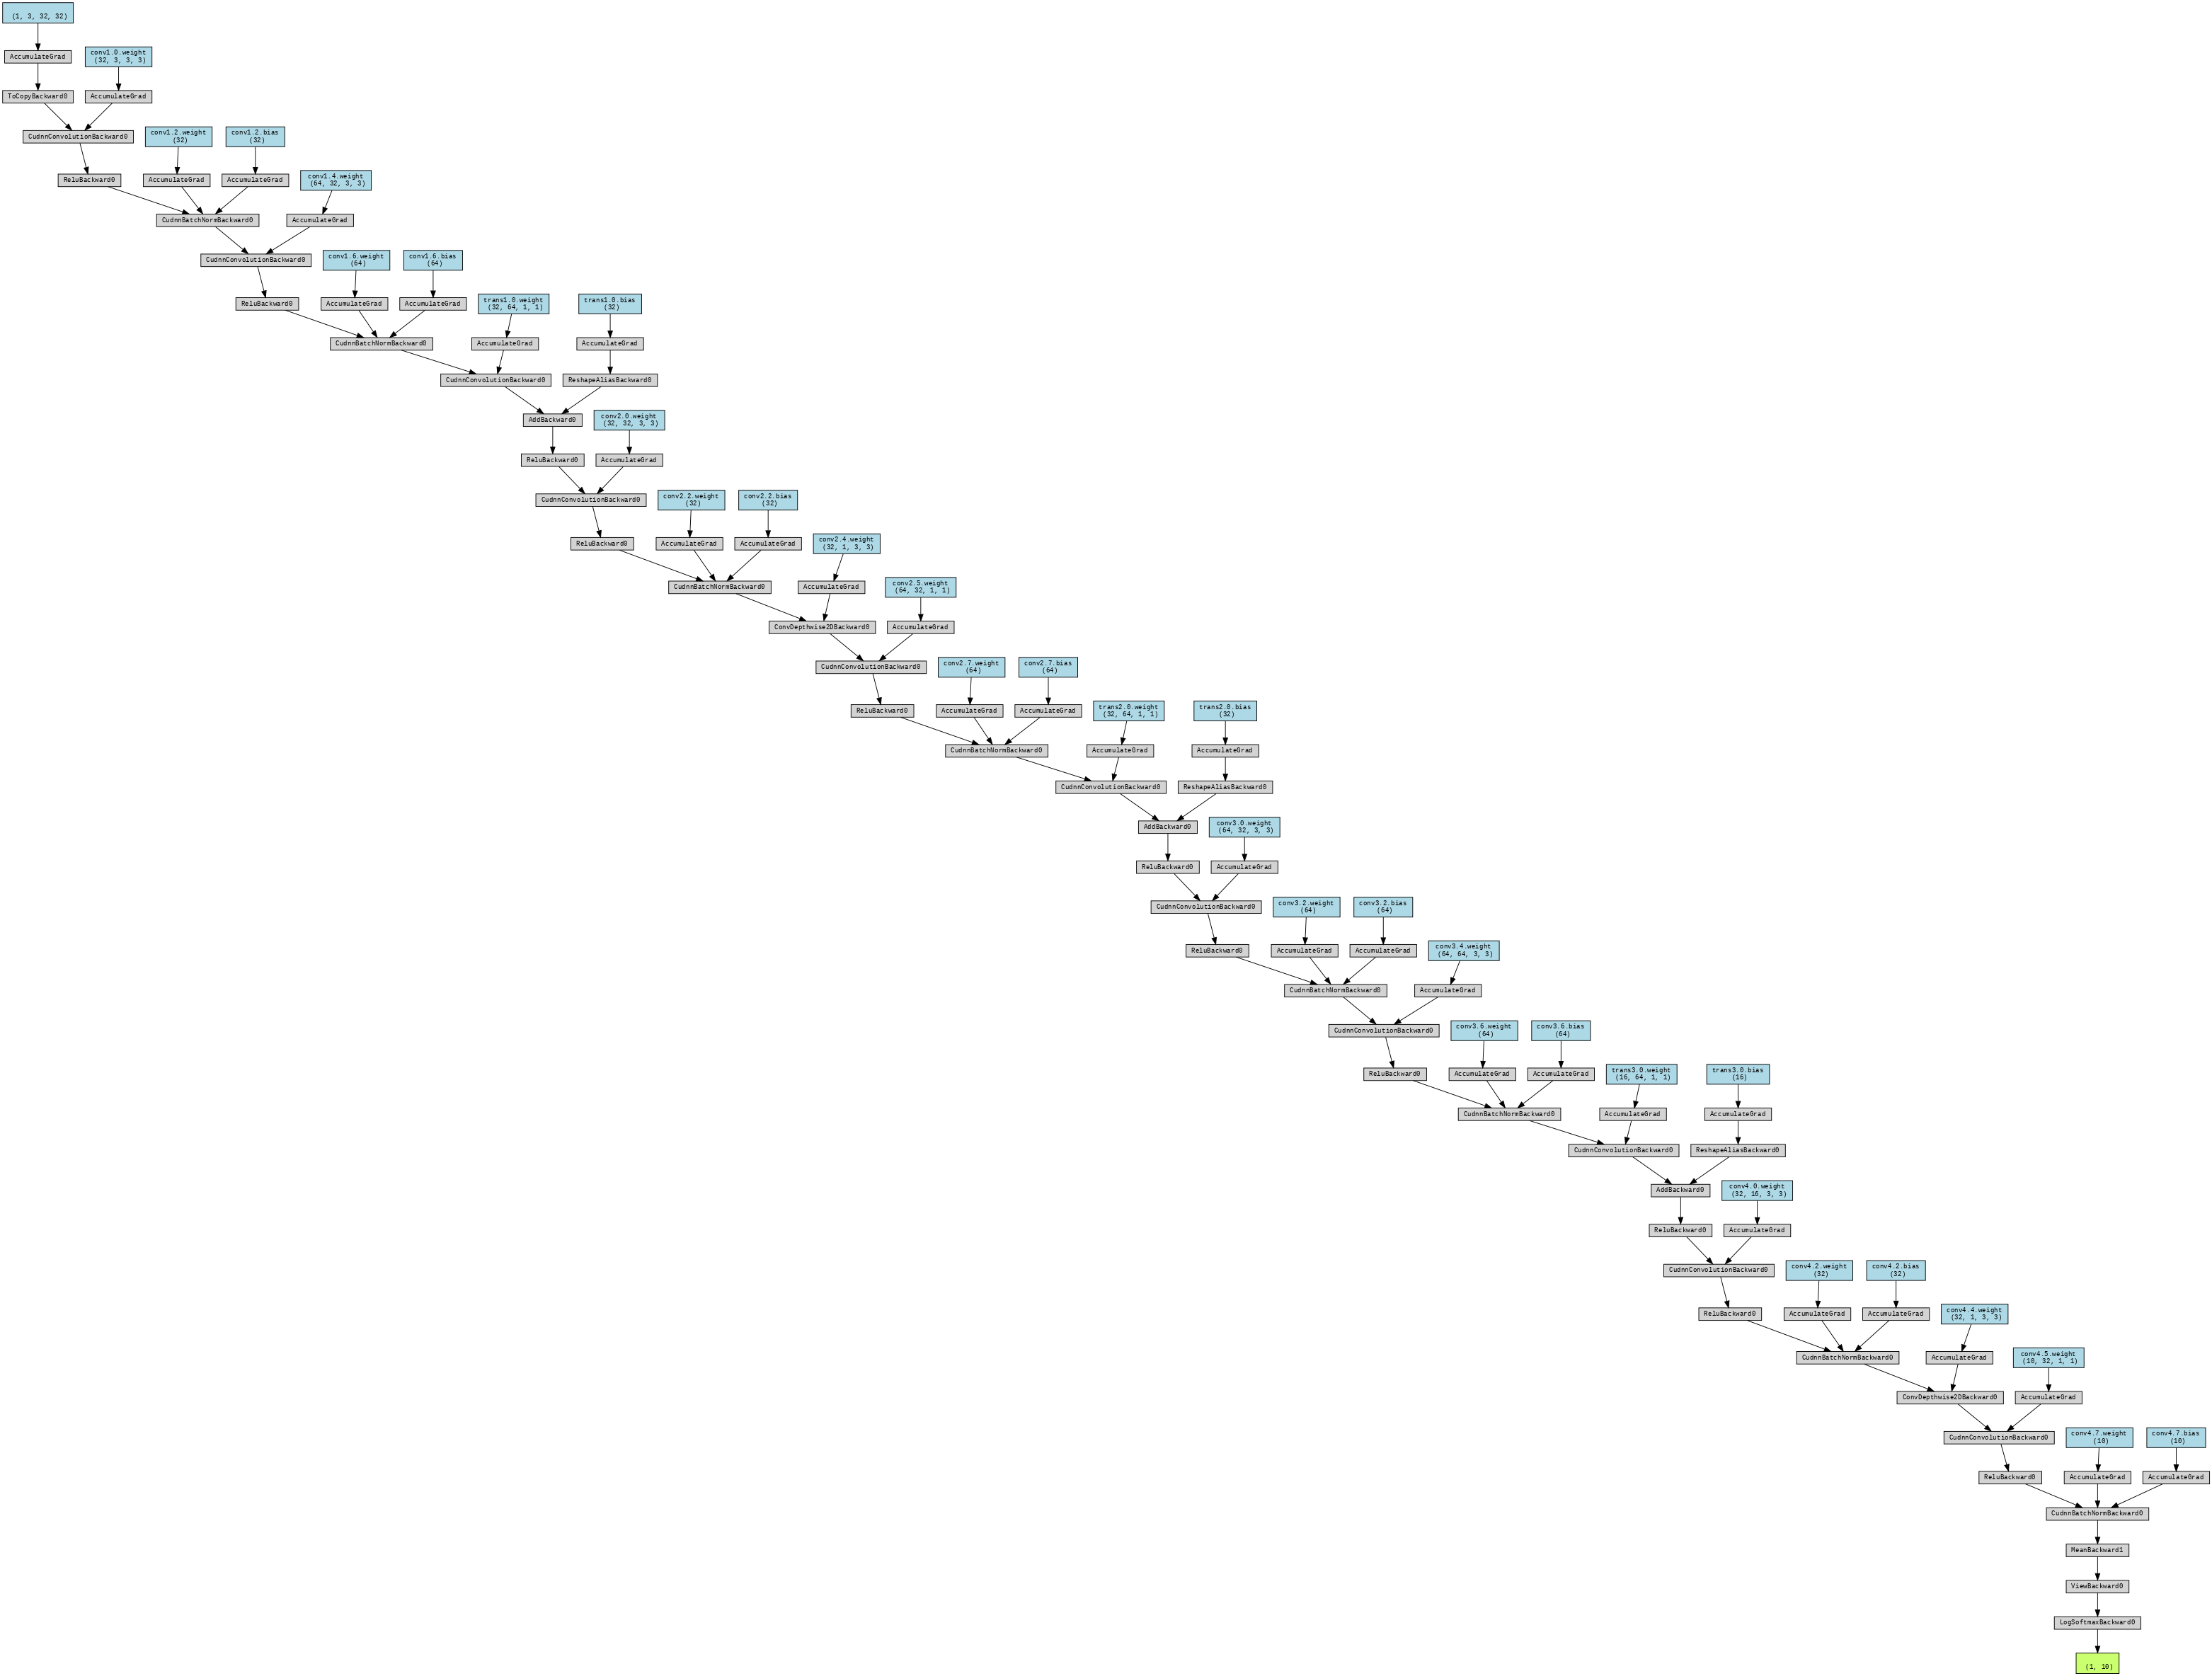 (1, 3, 32, 32)
AccumulateGrad
conv1.0.weight
(32, 3, 3, 3)
ToCopyBackward0
AccumulateGrad
CudnnConvolutionBackward0
conv1.2.weight
(32)
conv1.2.bias
(32)
ReluBackward0
AccumulateGrad
AccumulateGrad
conv1.4.weight
(64, 32, 3, 3)
CudnnBatchNormBackward0
AccumulateGrad
CudnnConvolutionBackward0
conv1.6.weight
(64)
conv1.6.bias
(64)
ReluBackward0
AccumulateGrad
AccumulateGrad
trans1.0.weight
(32, 64, 1, 1)
trans1.0.bias
(32)
CudnnBatchNormBackward0
AccumulateGrad
AccumulateGrad
CudnnConvolutionBackward0
ReshapeAliasBackward0
AddBackward0
conv2.0.weight
(32, 32, 3, 3)
ReluBackward0
AccumulateGrad
CudnnConvolutionBackward0
conv2.2.weight
(32)
conv2.2.bias
(32)
ReluBackward0
AccumulateGrad
AccumulateGrad
conv2.4.weight
(32, 1, 3, 3)
CudnnBatchNormBackward0
AccumulateGrad
conv2.5.weight
(64, 32, 1, 1)
ConvDepthwise2DBackward0
AccumulateGrad
CudnnConvolutionBackward0
conv2.7.weight
(64)
conv2.7.bias
(64)
ReluBackward0
AccumulateGrad
AccumulateGrad
trans2.0.weight
(32, 64, 1, 1)
trans2.0.bias
(32)
CudnnBatchNormBackward0
AccumulateGrad
AccumulateGrad
CudnnConvolutionBackward0
ReshapeAliasBackward0
AddBackward0
conv3.0.weight
(64, 32, 3, 3)
ReluBackward0
AccumulateGrad
CudnnConvolutionBackward0
conv3.2.weight
(64)
conv3.2.bias
(64)
ReluBackward0
AccumulateGrad
AccumulateGrad
conv3.4.weight
(64, 64, 3, 3)
CudnnBatchNormBackward0
AccumulateGrad
CudnnConvolutionBackward0
conv3.6.weight
(64)
conv3.6.bias
(64)
ReluBackward0
AccumulateGrad
AccumulateGrad
trans3.0.weight
(16, 64, 1, 1)
trans3.0.bias
(16)
CudnnBatchNormBackward0
AccumulateGrad
AccumulateGrad
CudnnConvolutionBackward0
ReshapeAliasBackward0
AddBackward0
conv4.0.weight
(32, 16, 3, 3)
ReluBackward0
AccumulateGrad
CudnnConvolutionBackward0
conv4.2.weight
(32)
conv4.2.bias
(32)
ReluBackward0
AccumulateGrad
AccumulateGrad
conv4.4.weight
(32, 1, 3, 3)
CudnnBatchNormBackward0
AccumulateGrad
conv4.5.weight
(10, 32, 1, 1)
ConvDepthwise2DBackward0
AccumulateGrad
CudnnConvolutionBackward0
conv4.7.weight
(10)
conv4.7.bias
(10)
ReluBackward0
AccumulateGrad
AccumulateGrad
CudnnBatchNormBackward0
MeanBackward1
ViewBackward0
LogSoftmaxBackward0
(1, 10)